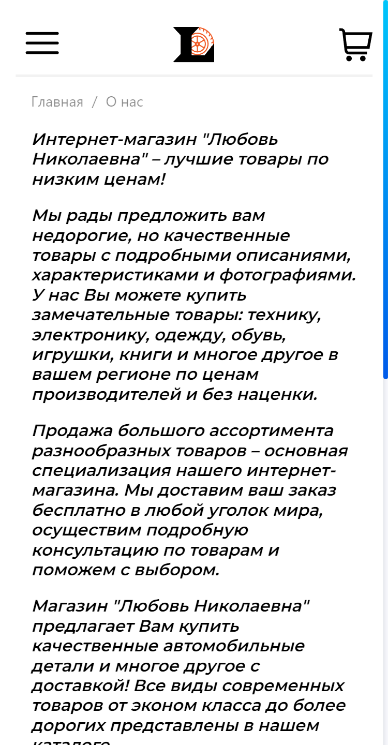 Главная / О нас
Интернет-магазин "Любовь
Николаевна" – лучшие товары по
низким ценам!
Мы рады предложить вам
недорогие, но качественные
товары с подробными описаниями,
характеристиками и фотографиями.
У нас Вы можете купить
замечательные товары: технику,
электронику, одежду, обувь,
игрушки, книги и многое другое в
вашем регионе по ценам
производителей и без наценки.
Продажа большого ассортимента
разнообразных товаров – основная
специализация нашего интернет-
магазина. Мы доставим ваш заказ
бесплатно в любой уголок мира,
осуществим подробную
консультацию по товарам и
поможем с выбором.
Магазин "Любовь Николаевна"
предлагает Вам купить
качественные автомобильные
детали и многое другое с
доставкой! Все виды современных
товаров от эконом класса до более
дорогих представлены в нашем
каталоге